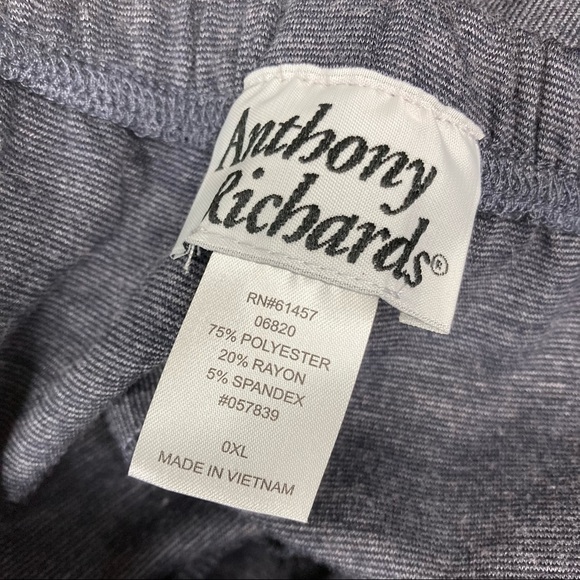 Anthony
Richards®
RN#61457
06820
75% POLYESTER
20% RAYON
5% SPANDEX
#057839
0XL
MADE IN VIETNAM